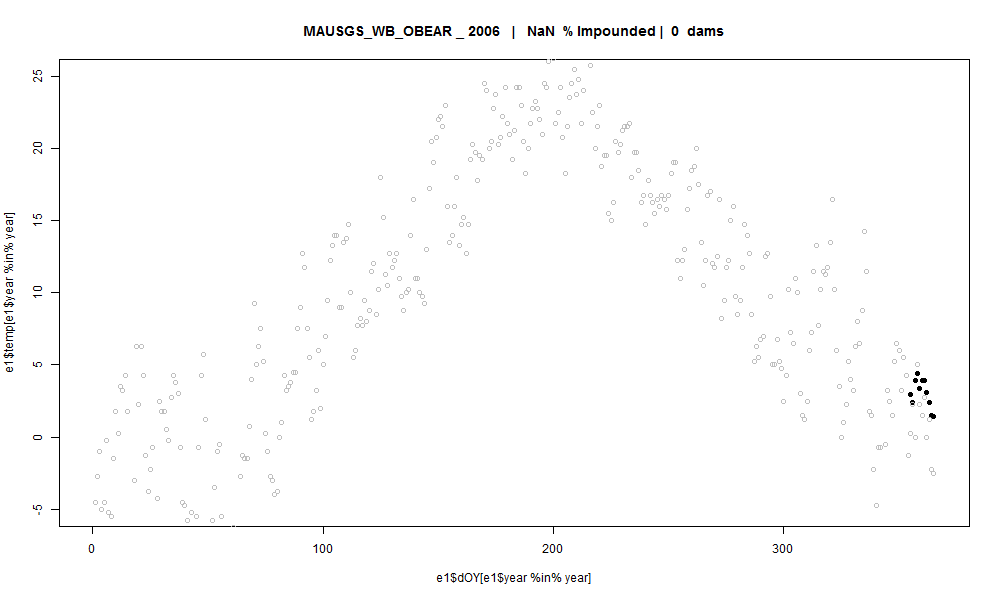 MAUSGS_WB_OBEAR _ 2006 | NaN % Impounded | 0 dams
e1$temp[e1$year %in% year]
25
20
15
10
5
0
-5
0 100 200 300
e1$dOY[e1$year %in% year]